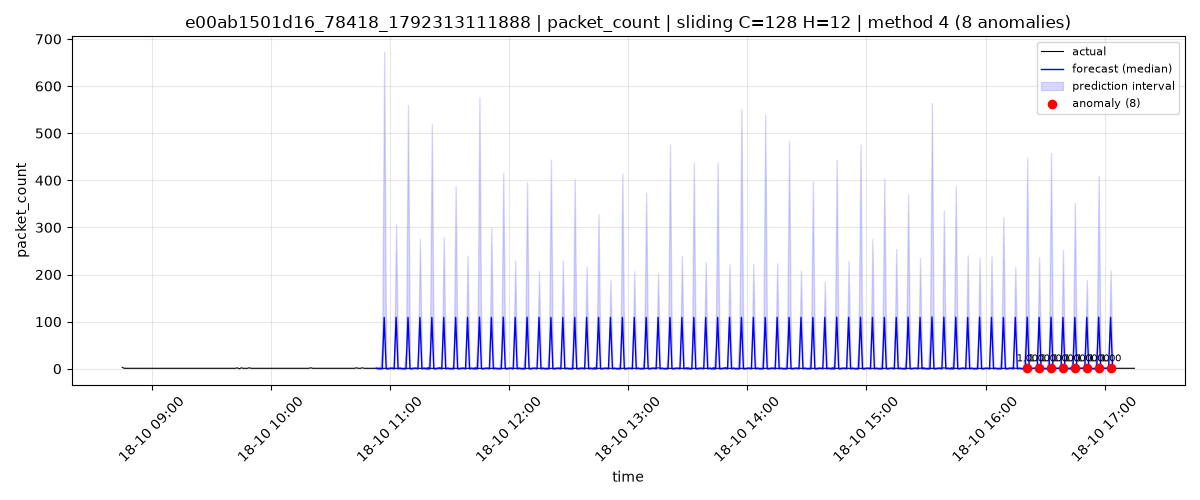 e00ab1501d16_78418_1792313111888 | packet_count | sliding C=128 H=12 | method 4 (8 anomalies)
actual
forecast (median)
prediction interval
anomaly (8)
packet_count
700
600
500
400
300
200
100
0
18-10 09:00
18-10 10:00
18-10 11:00
18-10 12:00
18-10 13:00
18-10 14:00
18-10 15:00
18-10 16:00
18-10 17:00
time